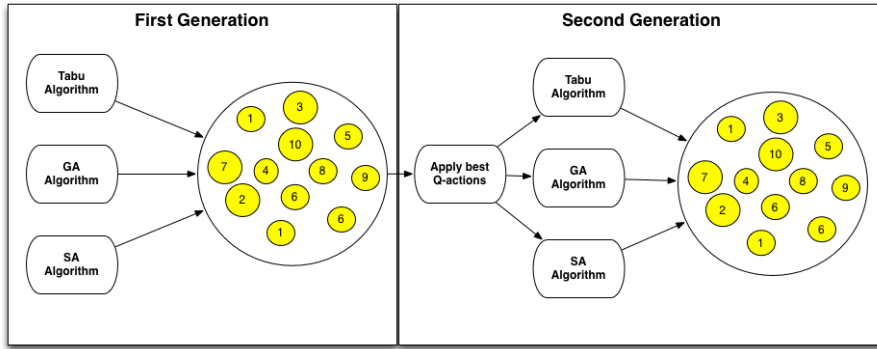 First Generation
Tabu
Algorithm
GA
Algorithm
SA
Algorithm
1
3
5
10
7
4
8
9
2
6
6
1
Second Generation
Apply best
Q-actions
Tabu
Algorithm
GA
Algorithm
SA
Algorithm
1
3
5
10
7
4
8
9
2
6
6
1